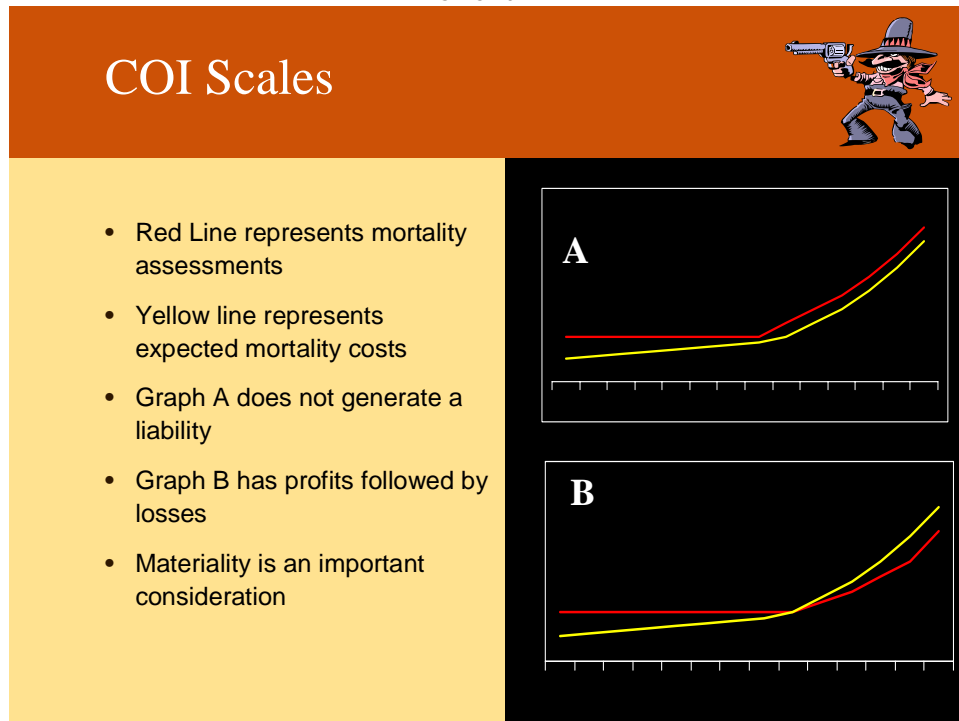 COI Scales
• Red Line represents mortality
assessments
• Yellow line represents
expected mortality costs
• Graph A does not generate a
liability
• Graph B has profits followed by
losses
• Materiality is an important
consideration
A
B